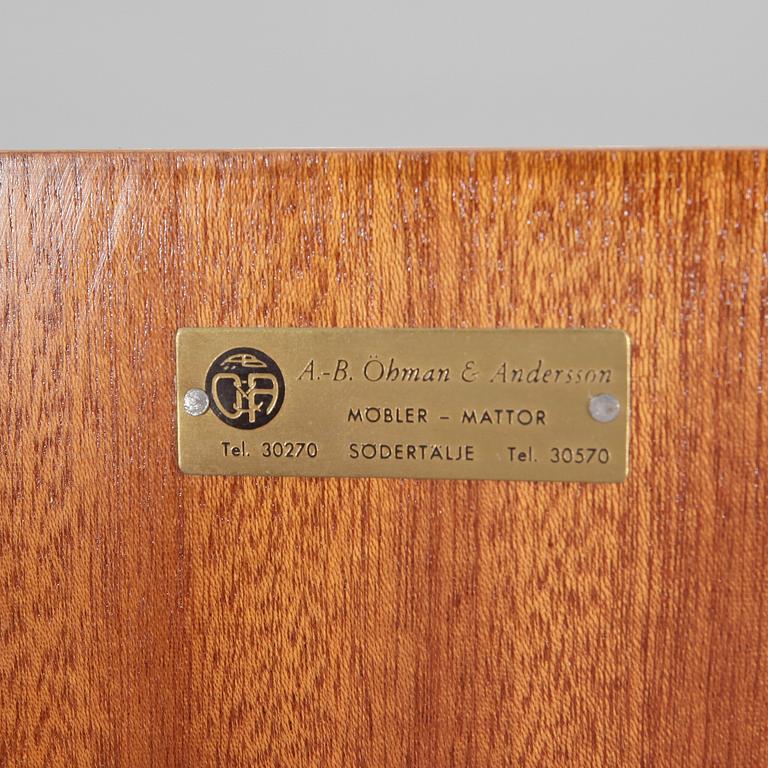 A.-B. Öhman & Andersson
MÖBLER – MATTOR
Tel. 30270 SÖDERTÄLJE Tel. 30570